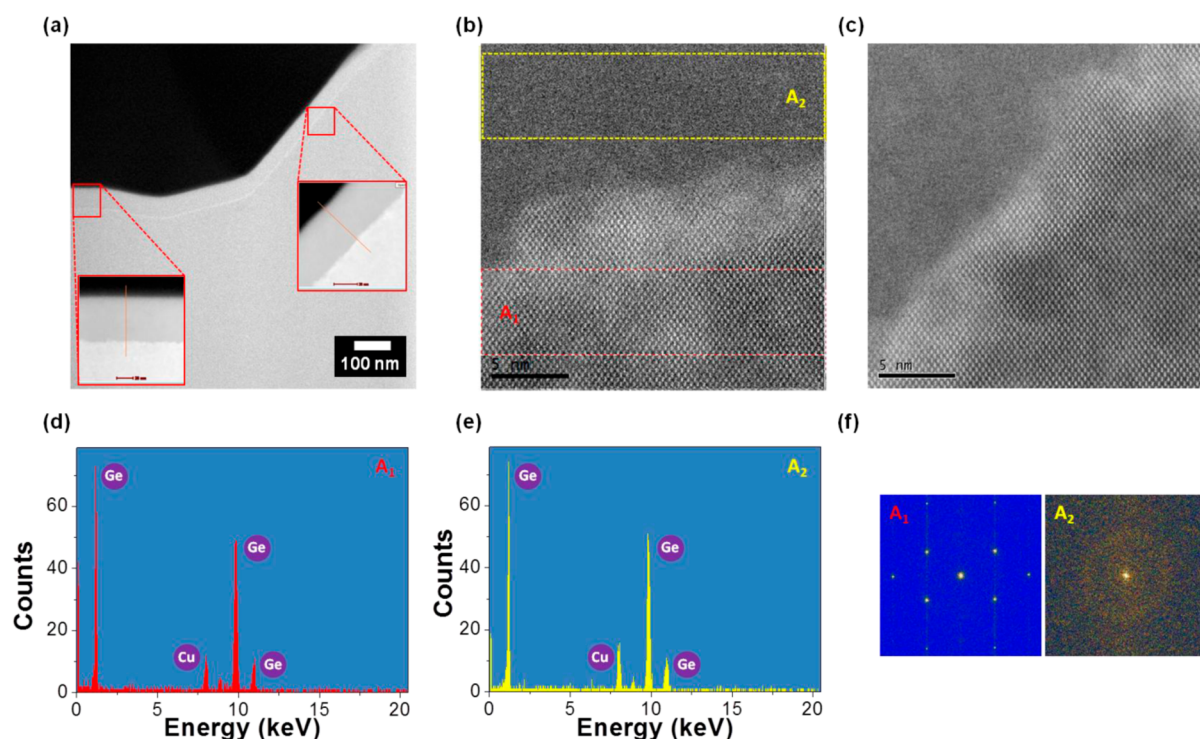 (a)
100 nm
(b)
A2
A1
5 nm
(c)
5 nm
(d)
A1
Ge
Ge
Cu
Ge
60
40
20
0
Counts
0 5 10 15 20
Energy (keV)
(e)
A2
Ge
Ge
Cu
Ge
60
40
20
0
Counts
0 5 10 15 20
Energy (keV)
(f)
A1
A2